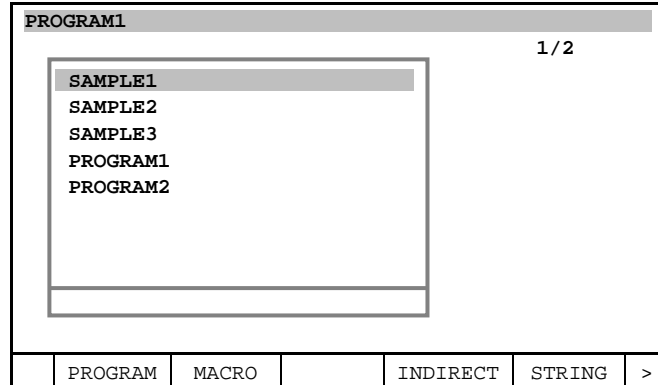 PROGRAM1
1/2
SAMPLE1
SAMPLE2
SAMPLE3
PROGRAM1
PROGRAM2
PROGRAM MACRO INDIRECT STRING >